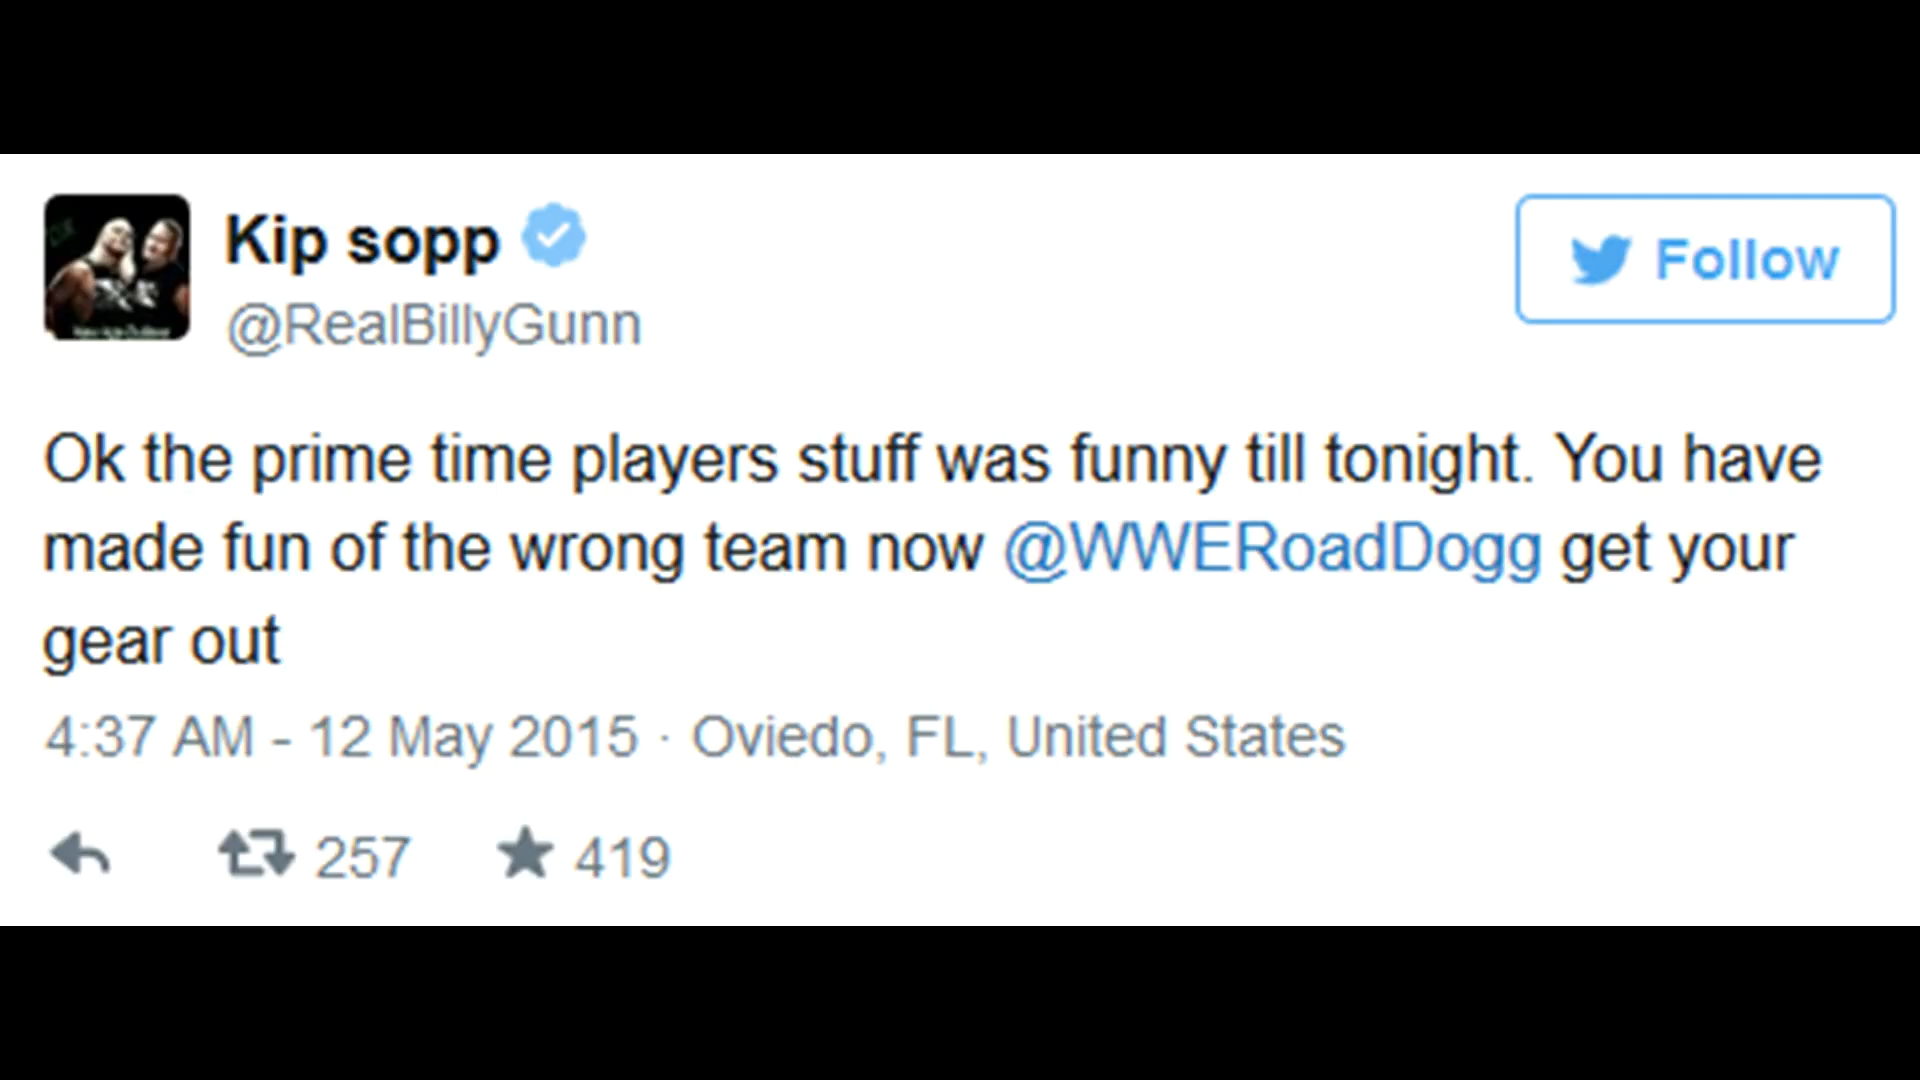 Kip sopp
@RealBillyGunn
Follow
Ok the prime time players stuff was funny till tonight. You have
made fun of the wrong team now @WWERoadDogg get your
gear out
4:37 AM - 12 May 2015 · Oviedo, FL, United States
257 419